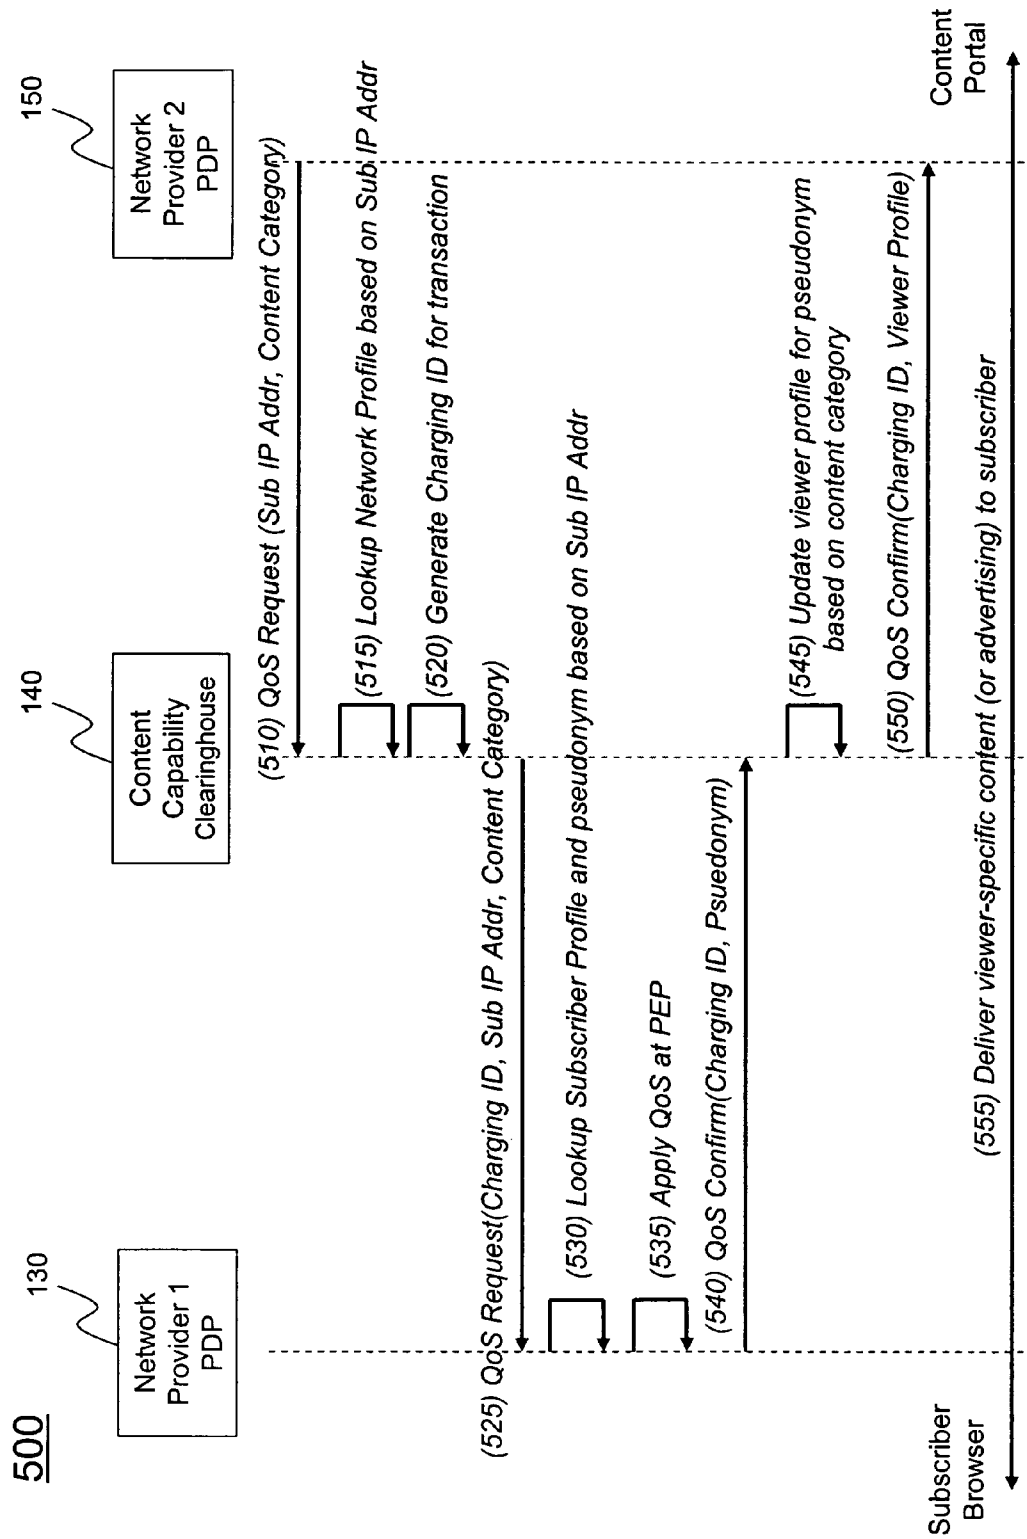 500
130
140
150
Network
Provider 1
PDP
Content
Capability
Clearinghouse
Network
Provider 2
PDP
(510) QoS Request (Sub IP Addr, Content Category)
(515) Lookup Network Profile based on Sub IP Addr
(520) Generate Charging ID for transaction
(525) QoS Request(Charging ID, Sub IP Addr, Content Category)
(530) Lookup Subscriber Profile and pseudonym based on Sub IP Addr
(535) Apply QoS at PEP
(540) QoS Confirm(Charging ID, Psuedonym)
(545) Update viewer profile for pseudonym
based on content category
(550) QoS Confirm(Charging ID, Viewer Profile)
Subscriber
Browser
Content
Portal
(555) Deliver viewer-specific content (or advertising) to subscriber